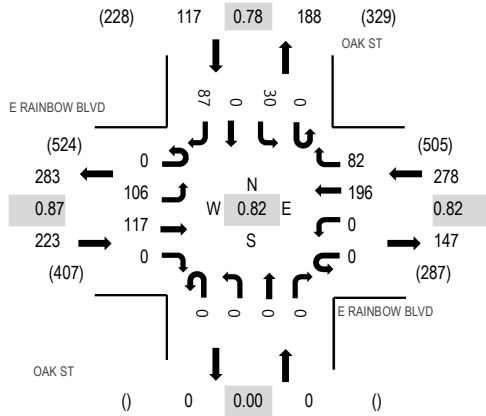 (228) 117 0.78 188 (329)
OAK ST
87 0 30 0
E RAINBOW BLVD
(524) (505)
0 82
283 278
106 N 196
0.87 W 0.82 E 0.82
117 S 0
223 147
0 0
(407) (287)
0 0 0 0
E RAINBOW BLVD
OAK ST
() 0 0.00 0 ()